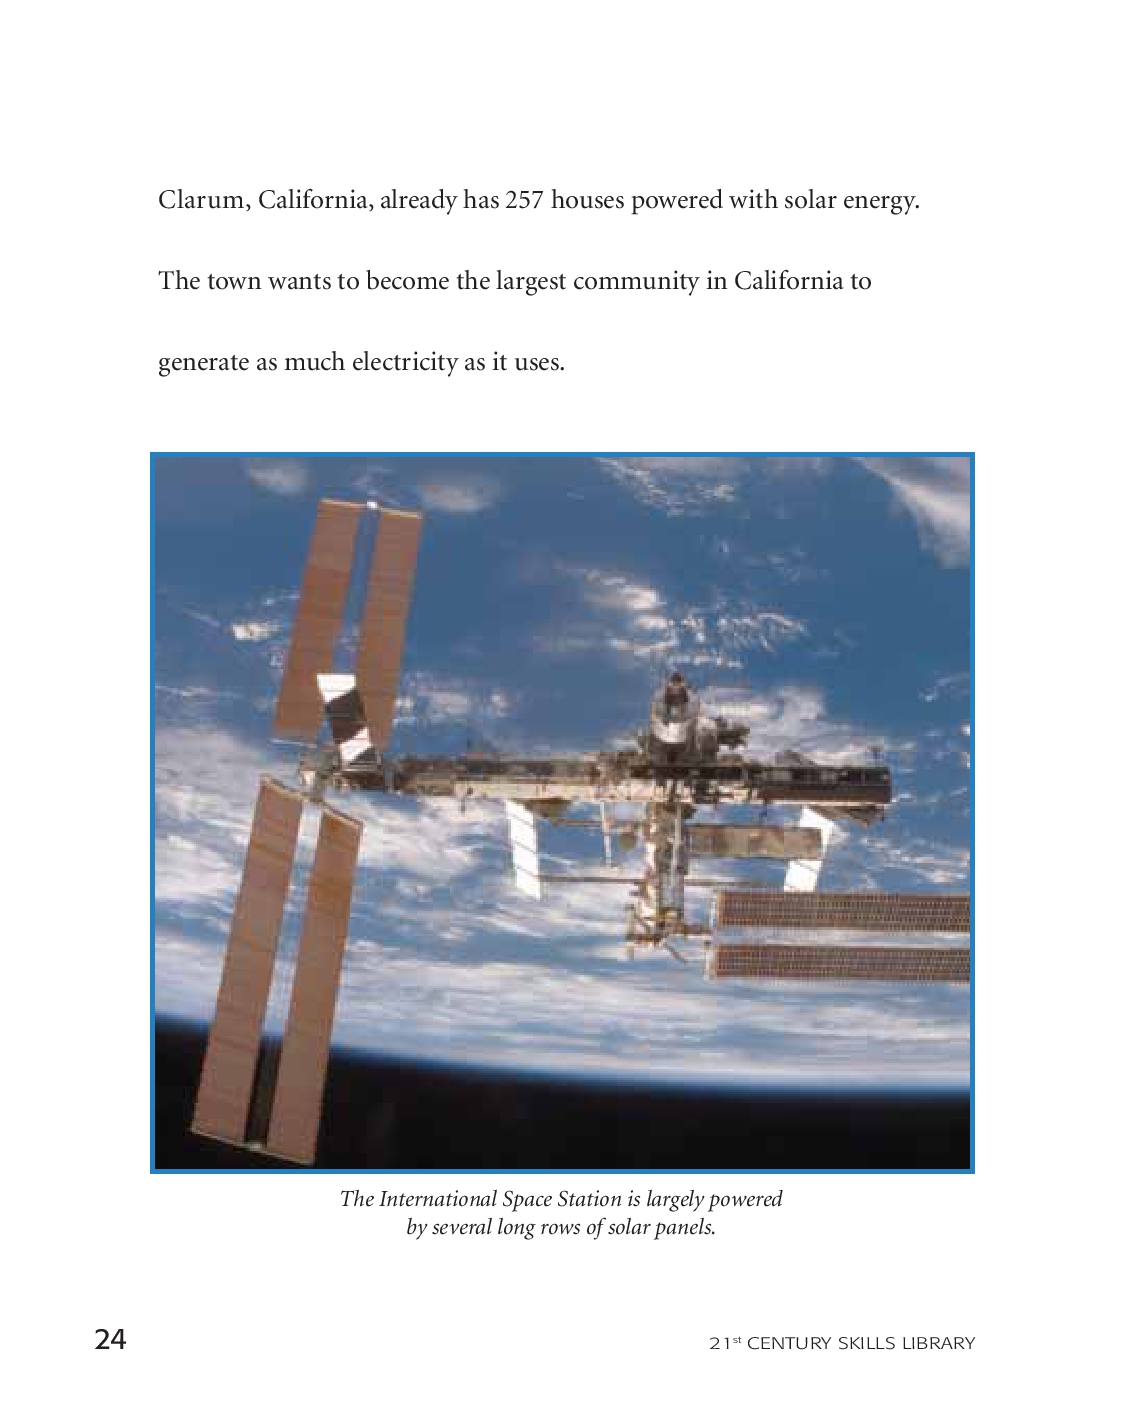 Clarum, California, already has 257 houses powered with solar energy.
The town wants to become the largest community in California to
generate as much electricity as it uses.
The International Space Station is largely powered
by several long rows of solar panels.
24
21st CENTURY SKILLS LIBRARY